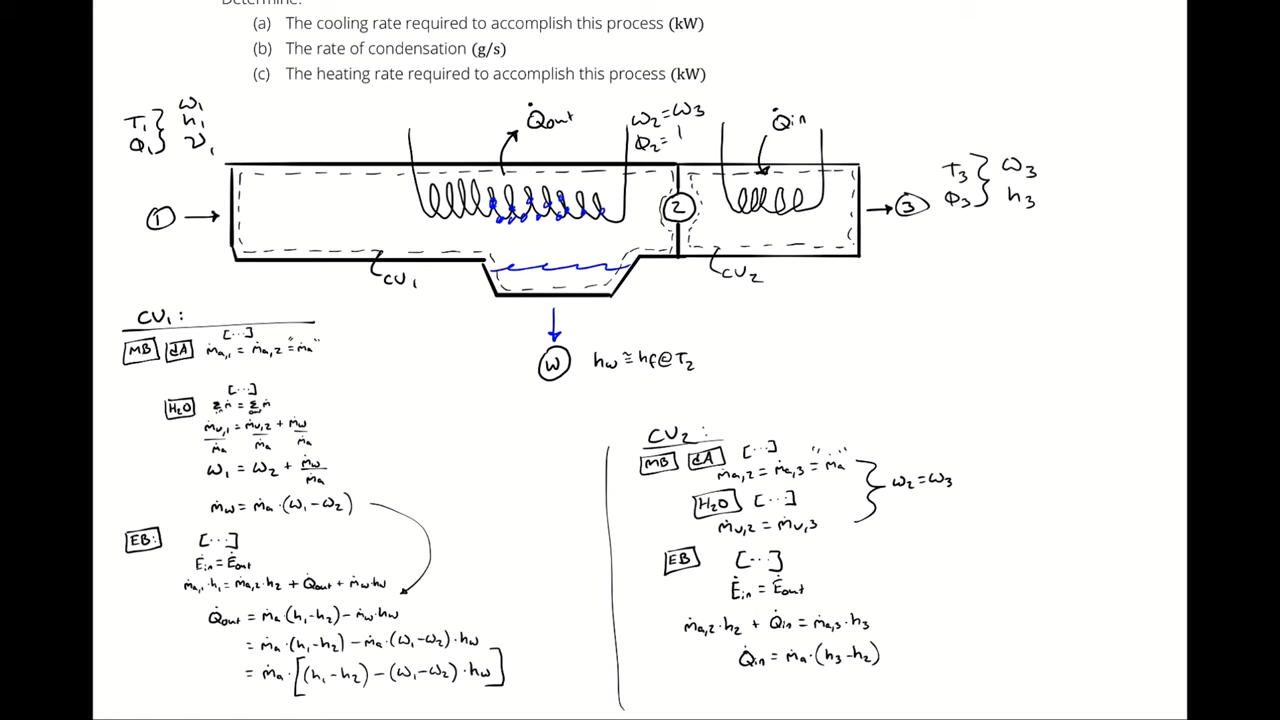 Determine:
(a) The cooling rate required to accomplish this process (kW)
(b) The rate of condensation (g/s)
(c) The heating rate required to accomplish this process (kW)
T₁ } ω₁
h₁
Φ₁ } v₁
Q̇out
ω₂=ω₃
Φ₂=1
Q̇in
T₃ } ω₃
Φ₃ } h₃
1
2
3
CV₁
CV₂
W
hw ≅ hf@T₂
CV₁:
[...]
MB dA ṁa,1 = ṁa,2 "=ṁa"
[...]
H₂O Σin ṁ = Σout ṁ
ṁv,1/ṁa = ṁv,2/ṁa + ṁw/ṁa
ω₁ = ω₂ + ṁw/ṁa
ṁw = ṁa·(ω₁-ω₂)
EB: [...]
Ėin = Ėout
ṁa,1·h₁ = ṁa,2·h₂ + Q̇out + ṁw·hw
Q̇out = ṁa·(h₁-h₂) - ṁw·hw
= ṁa·(h₁-h₂) - ṁa·(ω₁-ω₂)·hw
= ṁa·[(h₁-h₂) - (ω₁-ω₂)·hw]
CV₂:
MB dA [...]
ṁa,2 = ṁa,3 = "ṁa"
ω₂=ω₃
H₂O [...]
ṁv,2 = ṁv,3
EB [...]
Ėin = Ėout
ṁa,2·h₂ + Q̇in = ṁa,3·h₃
Q̇in = ṁa·(h₃-h₂)